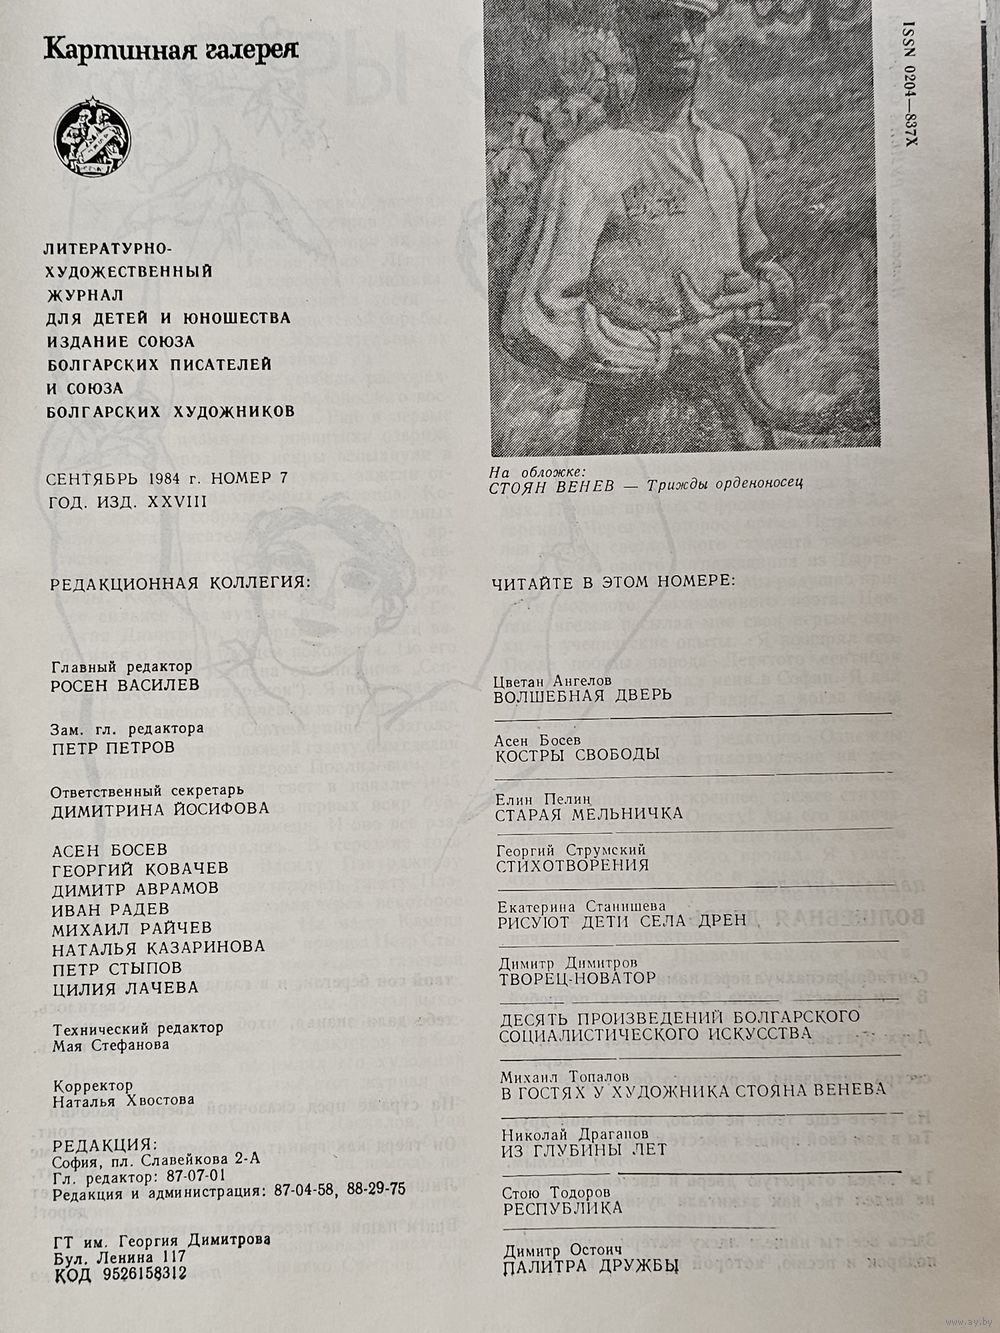 Картинная галерея
ЛИТЕРАТУРНО-
ХУДОЖЕСТВЕННЫЙ
ЖУРНАЛ
ДЛЯ ДЕТЕЙ И ЮНОШЕСТВА
ИЗДАНИЕ СОЮЗА
БОЛГАРСКИХ ПИСАТЕЛЕЙ
И СОЮЗА
БОЛГАРСКИХ ХУДОЖНИКОВ
СЕНТЯБРЬ 1984 г. НОМЕР 7
ГОД. ИЗД. XXVIII
ISSN 0204—837X
На обложке:
СТОЯН ВЕНЕВ — Трижды орденоносец
РЕДАКЦИОННАЯ КОЛЛЕГИЯ:
Главный редактор
РОСЕН ВАСИЛЕВ
Зам. гл. редактора
ПЕТР ПЕТРОВ
Ответственный секретарь
ДИМИТРИНА ЙОСИФОВА
АСЕН БОСЕВ
ГЕОРГИЙ КОВАЧЕВ
ДИМИТР АВРАМОВ
ИВАН РАДЕВ
МИХАИЛ РАЙЧЕВ
НАТАЛЬЯ КАЗАРИНОВА
ПЕТР СТЫПОВ
ЦИЛИЯ ЛАЧЕВА
Технический редактор
Мая Стефанова
Корректор
Наталья Хвостова
РЕДАКЦИЯ:
София, пл. Славейкова 2-А
Гл. редактор: 87-07-01
Редакция и администрация: 87-04-58, 88-29-75
ГТ им. Георгия Димитрова
Бул. Ленина 117
КОД 9526158312
ЧИТАЙТЕ В ЭТОМ НОМЕРЕ:
Цветан Ангелов
ВОЛШЕБНАЯ ДВЕРЬ
Асен Босев
КОСТРЫ СВОБОДЫ
Елин Пелин
СТАРАЯ МЕЛЬНИЧКА
Георгий Струмский
СТИХОТВОРЕНИЯ
Екатерина Станишева
РИСУЮТ ДЕТИ СЕЛА ДРЕН
Димитр Димитров
ТВОРЕЦ-НОВАТОР
ДЕСЯТЬ ПРОИЗВЕДЕНИЙ БОЛГАРСКОГО
СОЦИАЛИСТИЧЕСКОГО ИСКУССТВА
Михаил Топалов
В ГОСТЯХ У ХУДОЖНИКА СТОЯНА ВЕНЕВА
Николай Драганов
ИЗ ГЛУБИНЫ ЛЕТ
Стою Тодоров
РЕСПУБЛИКА
Димитр Остоич
ПАЛИТРА ДРУЖБЫ
www.ay.by